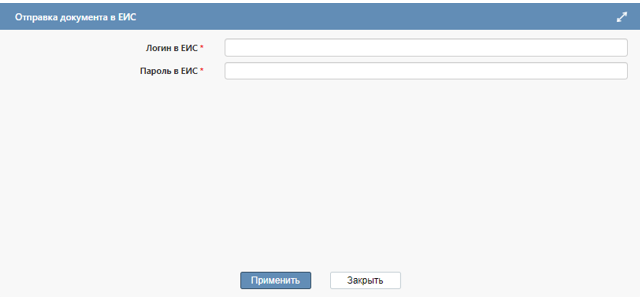 Отправка документа в ЕИС
Логин в ЕИС *
Пароль в ЕИС *
Применить Закрыть